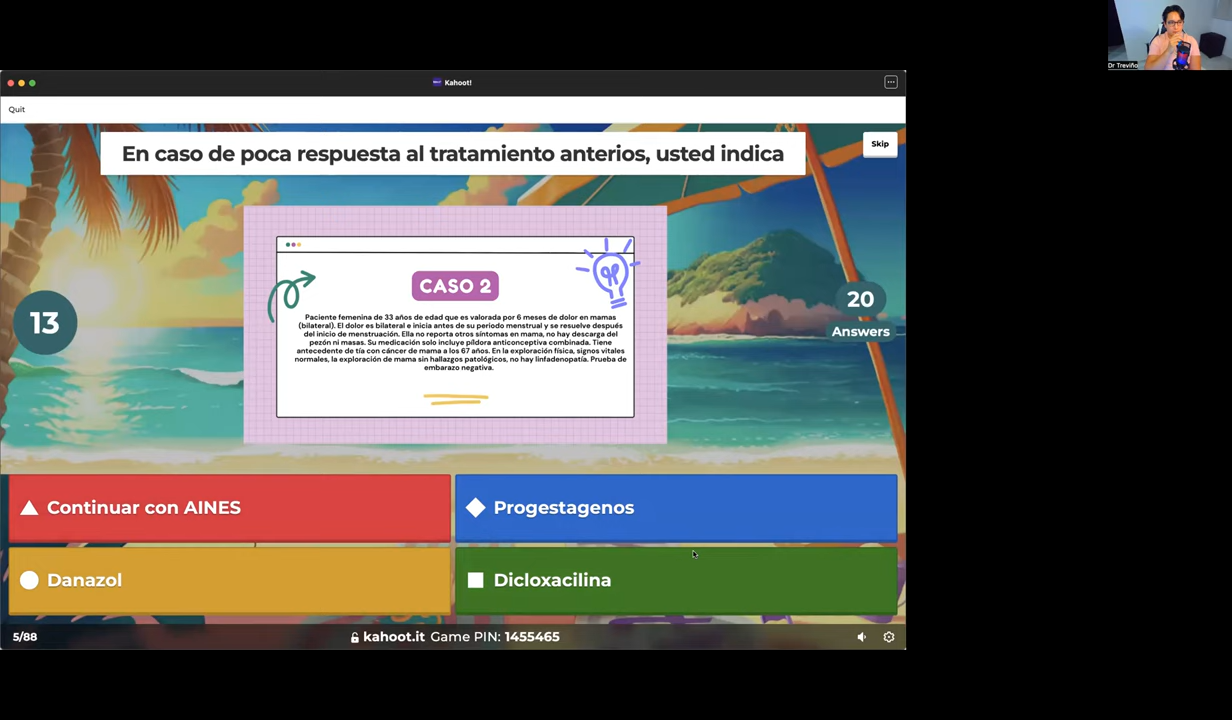 Dr Treviño
Kahoot!
Quit
En caso de poca respuesta al tratamiento anterios, usted indica
Skip
CASO 2
Paciente femenina de 33 años de edad que es valorada por 6 meses de dolor en mamas
(bilateral). El dolor es bilateral e inicia antes de su periodo menstrual y se resuelve después
del inicio de menstruación. Ella no reporta otros síntomas en mama, no hay descarga del
pezón ni masas. Su medicación solo incluye píldora anticonceptiva combinada. Tiene
antecedente de tía con cáncer de mama a los 67 años. En la exploración física, signos vitales
normales, la exploración de mama sin hallazgos patológicos, no hay linfadenopatía. Prueba de
embarazo negativa.
13
20
Answers
Continuar con AINES
Progestagenos
Danazol
Dicloxacilina
5/88
kahoot.it Game PIN: 1455465